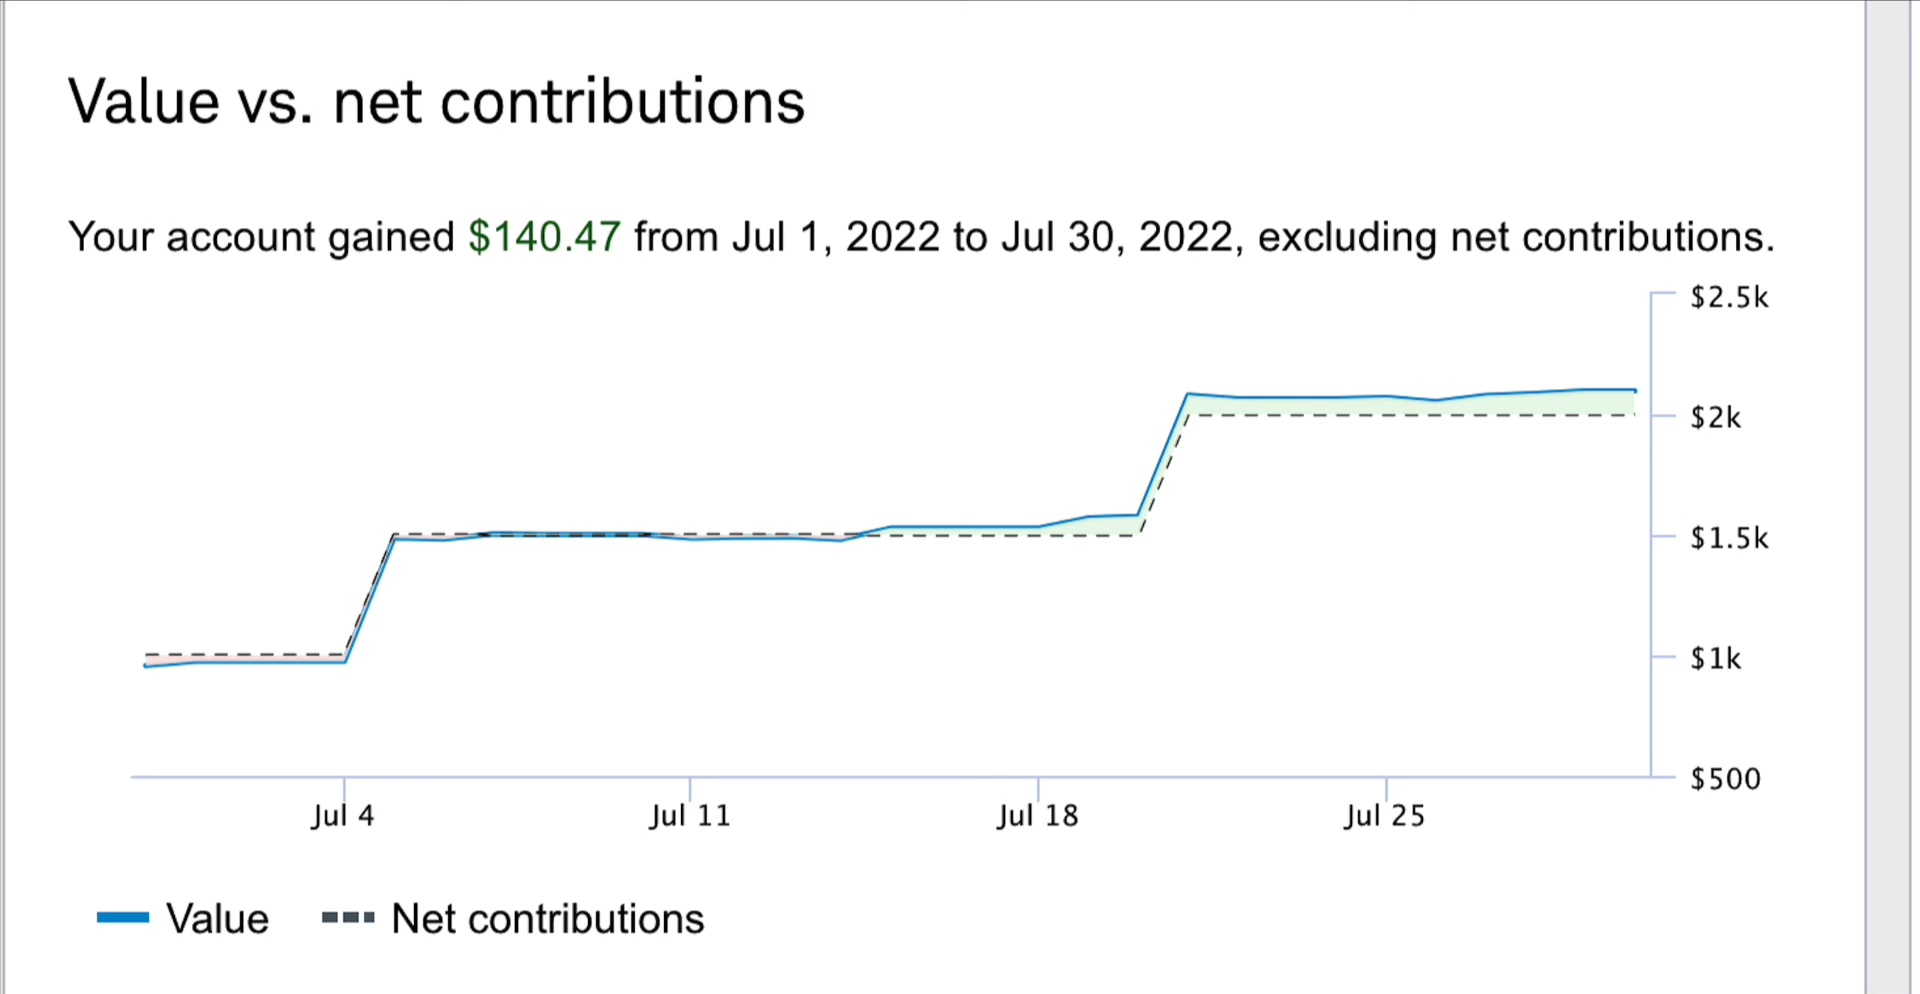 Value vs. net contributions
Your account gained $140.47 from Jul 1, 2022 to Jul 30, 2022, excluding net contributions.
$2.5k
$2k
$1.5k
$1k
$500
Jul 4 Jul 11 Jul 18 Jul 25
Value Net contributions